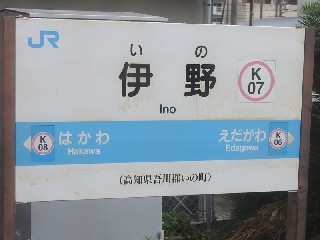 JR
いの
伊野
K
07
Ino
K
08
はかわ
Hakawa
えだがわ
Edagawa
K
06
(高知県吾川郡いの町)